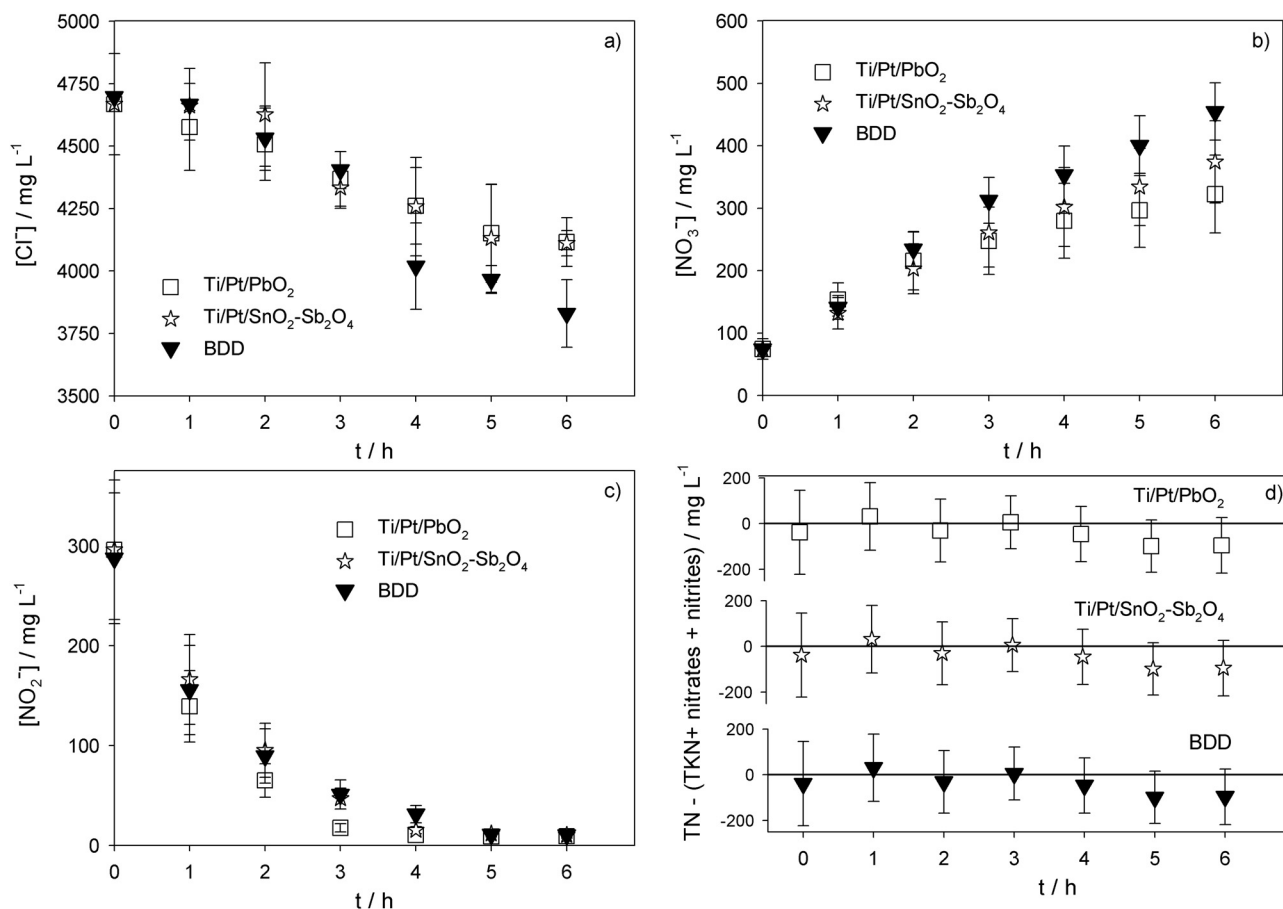 a)
[Cl⁻] / mg L⁻¹
5000
4750
4500
4250
4000
3750
3500
Ti/Pt/PbO₂
Ti/Pt/SnO₂-Sb₂O₄
BDD
0 1 2 3 4 5 6
t / h
b)
[NO₃⁻] / mg L⁻¹
600
500
400
300
200
100
0
Ti/Pt/PbO₂
Ti/Pt/SnO₂-Sb₂O₄
BDD
0 1 2 3 4 5 6
t / h
c)
[NO₂⁻] / mg L⁻¹
300
200
100
0
Ti/Pt/PbO₂
Ti/Pt/SnO₂-Sb₂O₄
BDD
0 1 2 3 4 5 6
t / h
d)
TN - (TKN+ nitrates + nitrites) / mg L⁻¹
Ti/Pt/PbO₂
200
0
-200
Ti/Pt/SnO₂-Sb₂O₄
200
0
-200
BDD
200
0
-200
0 1 2 3 4 5 6
t / h